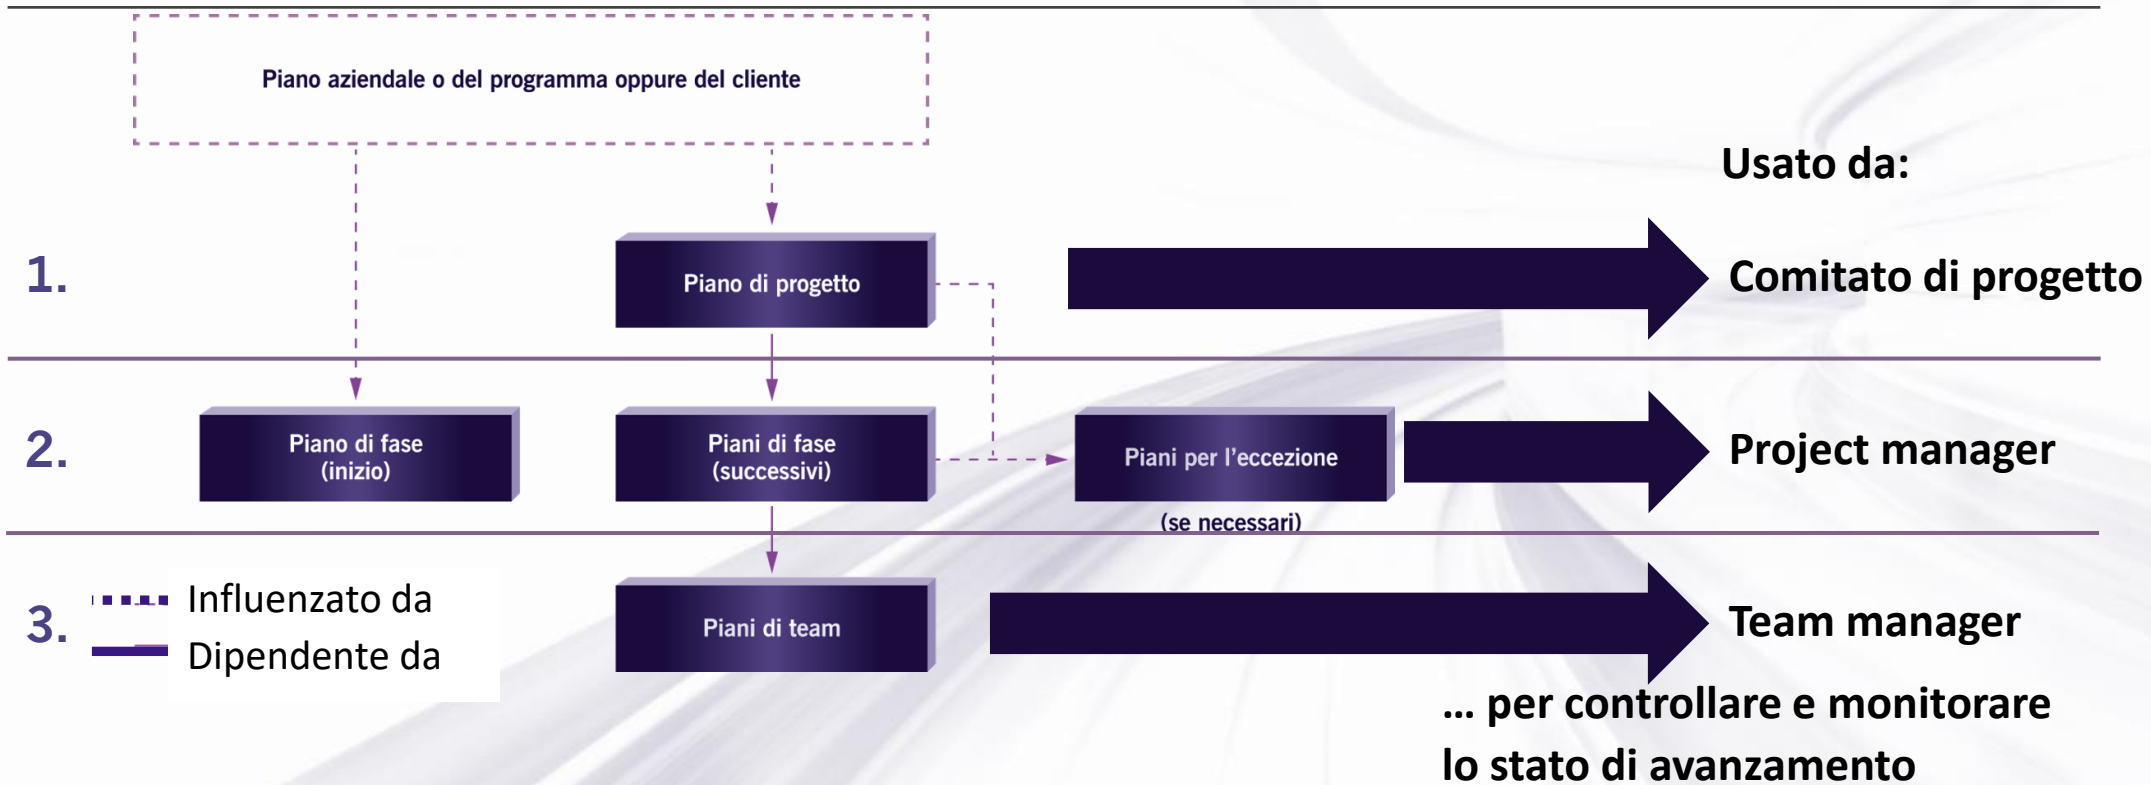 Piano aziendale o del programma oppure del cliente
Usato da:
1.
Piano di progetto
Comitato di progetto
2.
Piano di fase
(inizio)
Piani di fase
(successivi)
Piani per l'eccezione
(se necessari)
Project manager
3.
Influenzato da
Dipendente da
Piani di team
Team manager
... per controllare e monitorare
lo stato di avanzamento